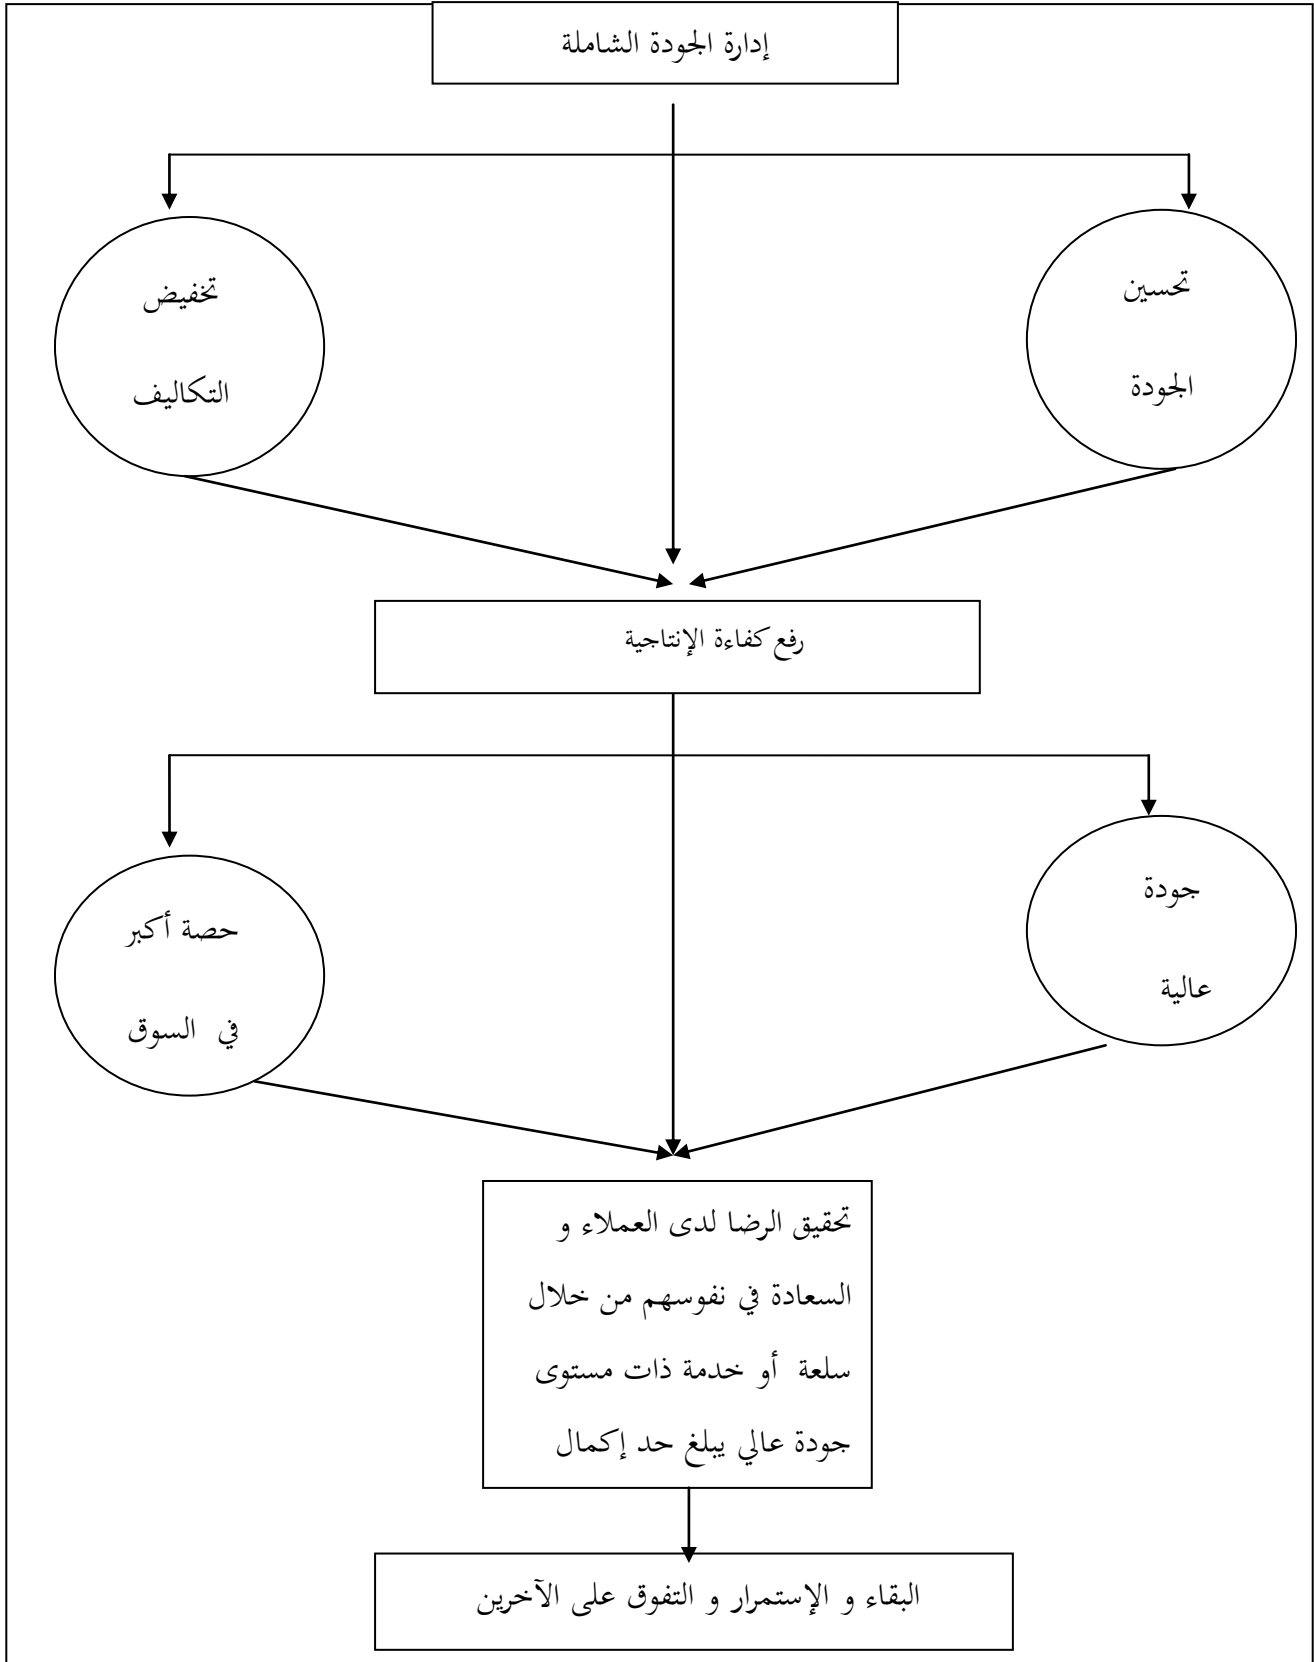 إدارة الجودة الشاملة
تحسين
الجودة
تخفيض
التكاليف
رفع كفاءة الإنتاجية
جودة
عالية
حصة أكبر
في السوق
تحقيق الرضا لدى العملاء و
السعادة في نفوسهم من خلال
سلعة أو خدمة ذات مستوى
جودة عالي يبلغ حد إكمال
البقاء و الإستمرار و التفوق على الآخرين